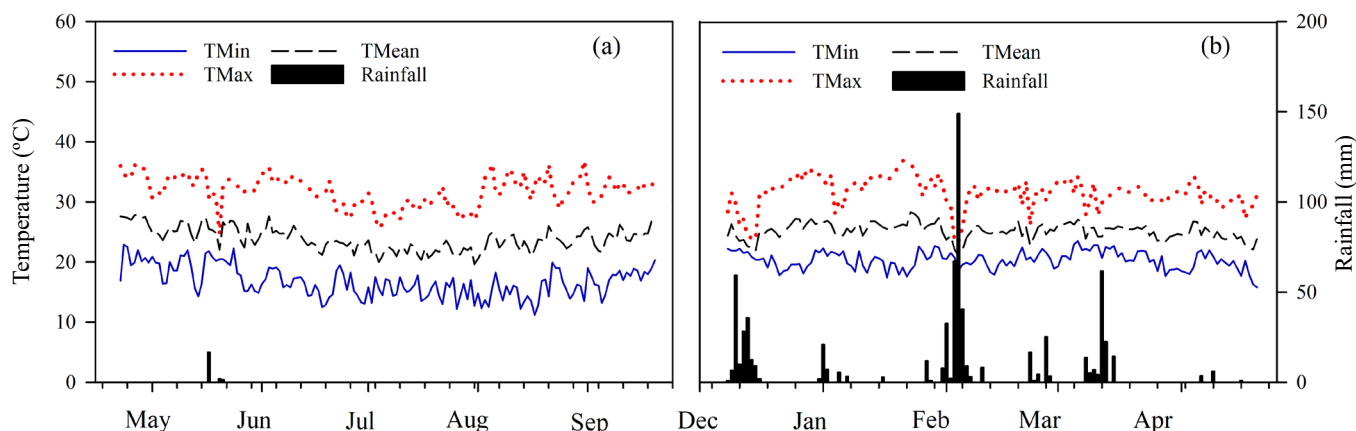 60
50
40
30
20
10
0
Temperature (ºC)
TMin
TMean
(a)
TMax
Rainfall
May
Jun
Jul
Aug
Sep
TMin
TMean
(b)
TMax
Rainfall
Dec
Jan
Feb
Mar
Apr
200
150
100
50
0
Rainfall (mm)